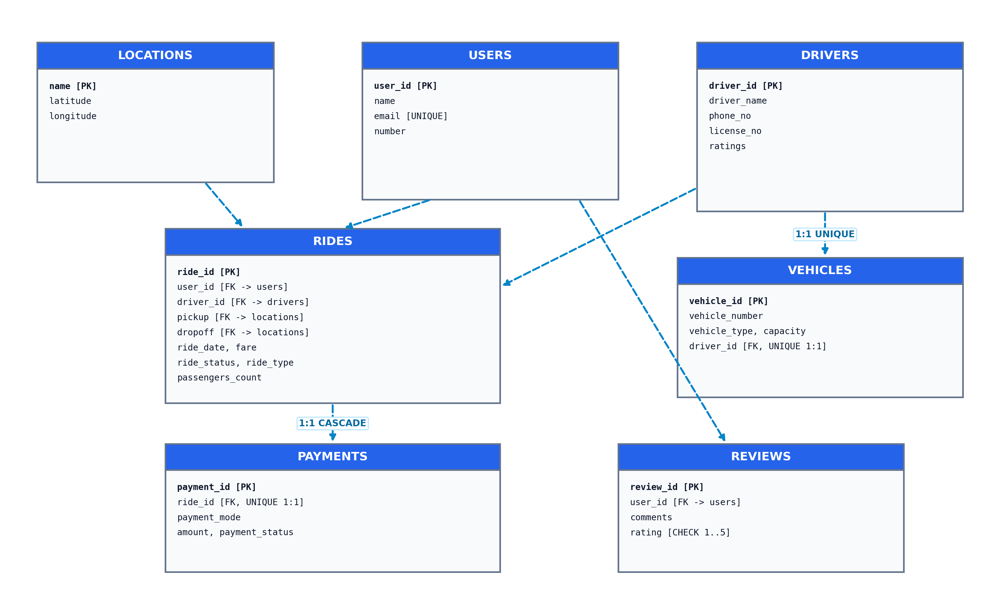 LOCATIONS
name [PK]
latitude
longitude
USERS
user_id [PK]
name
email [UNIQUE]
number
DRIVERS
driver_id [PK]
driver_name
phone_no
license_no
ratings
1:1 UNIQUE
RIDES
ride_id [PK]
user_id [FK -> users]
driver_id [FK -> drivers]
pickup [FK -> locations]
dropoff [FK -> locations]
ride_date, fare
ride_status, ride_type
passengers_count
VEHICLES
vehicle_id [PK]
vehicle_number
vehicle_type, capacity
driver_id [FK, UNIQUE 1:1]
1:1 CASCADE
PAYMENTS
payment_id [PK]
ride_id [FK, UNIQUE 1:1]
payment_mode
amount, payment_status
REVIEWS
review_id [PK]
user_id [FK -> users]
comments
rating [CHECK 1..5]